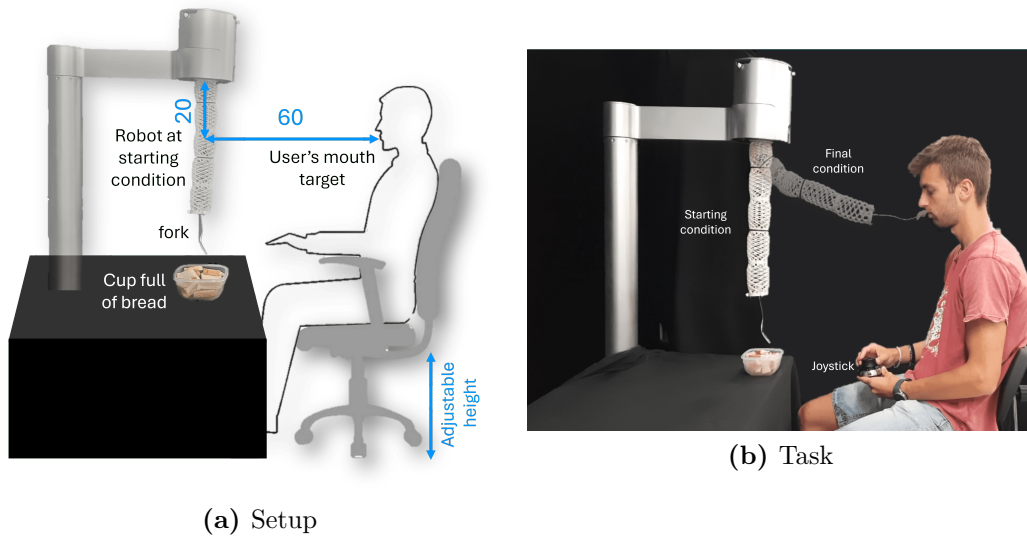 20
60
Robot at
starting
condition
User's mouth
target
fork
Cup full
of bread
Adjustable
height
(a) Setup
Final
condition
Starting
condition
Joystick
(b) Task